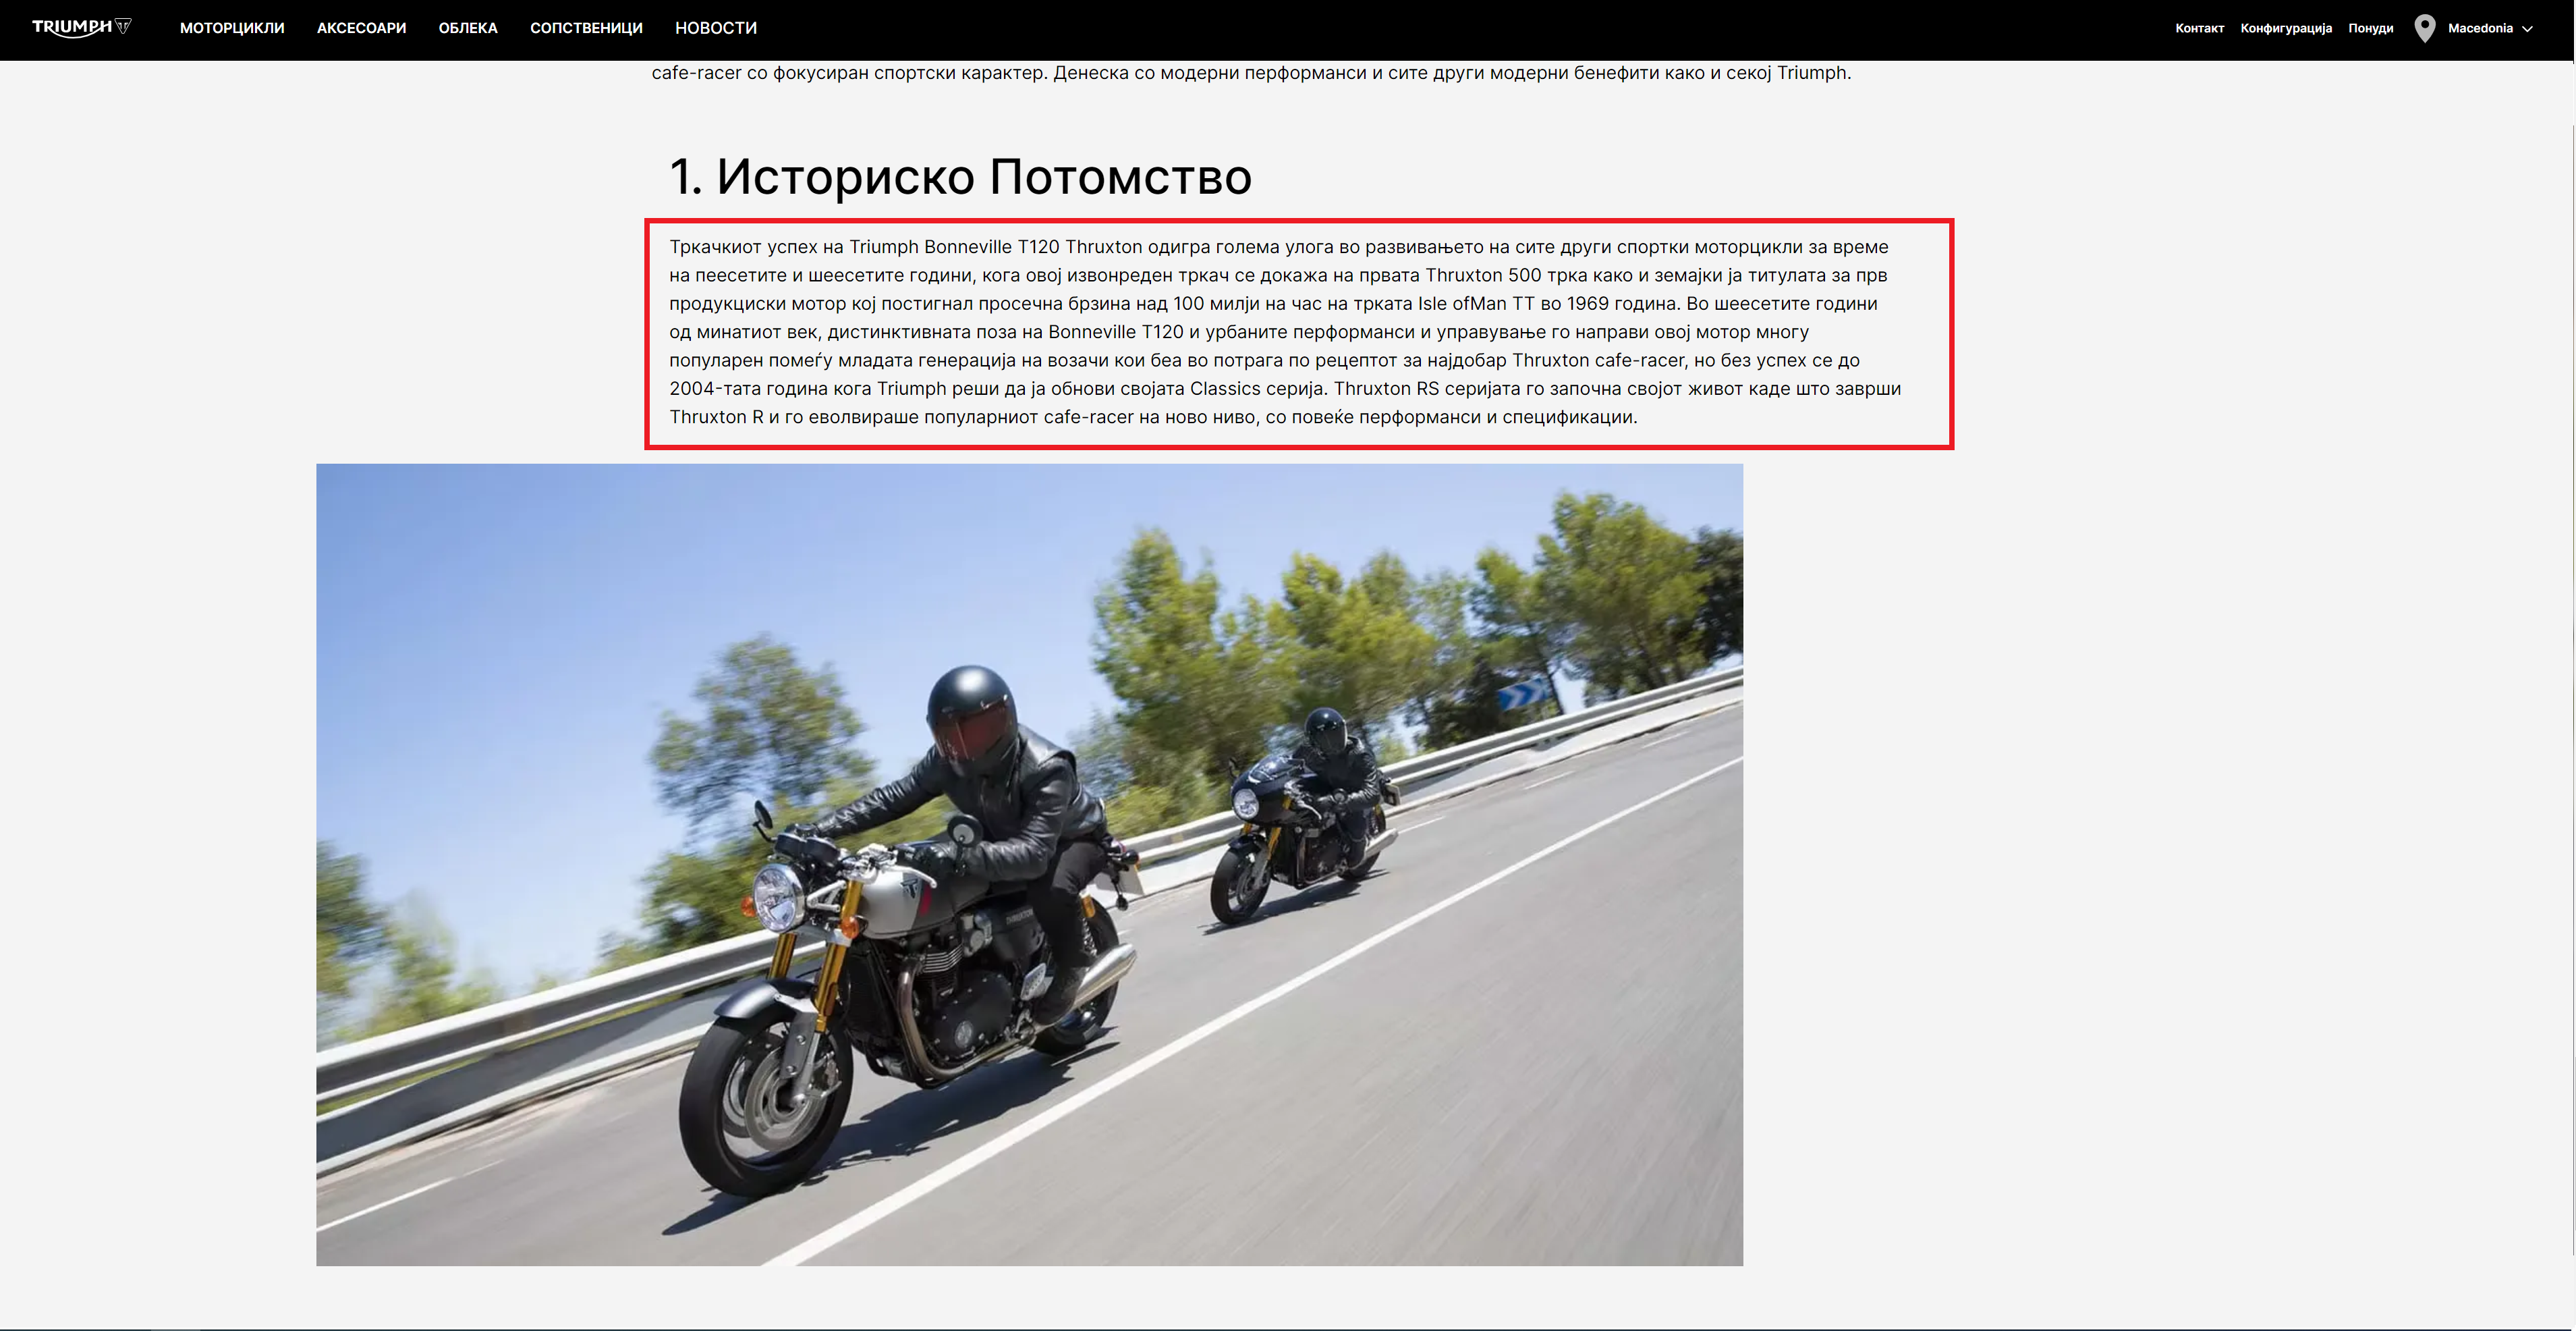 TRIUMPH МОТОРЦИКЛИ АКСЕСОАРИ ОБЛЕКА СОПСТВЕНИЦИ НОВОСТИ Контакт Конфигурација Понуди Macedonia
cafe-racer со фокусиран спортски карактер. Денеска со модерни перформанси и сите други модерни бенефити како и секој Triumph.
1. Историско Потомство
Тркачкиот успех на Triumph Bonneville T120 Thruxton одигра голема улога во развивањето на сите други спортки моторцикли за време
на пеесетите и шеесетите години, кога овој извонреден тркач се докажа на првата Thruxton 500 трка како и земајки ја титулата за прв
продукциски мотор кој постигнал просечна брзина над 100 милји на час на трката Isle ofMan TT во 1969 година. Во шеесетите години
од минатиот век, дистинктивната поза на Bonneville T120 и урбаните перформанси и управување го направи овој мотор многу
популарен помеѓу младата генерација на возачи кои беа во потрага по рецептот за најдобар Thruxton cafe-racer, но без успех се до
2004-тата година кога Triumph реши да ја обнови својата Classics серија. Thruxton RS серијата го започна својот живот каде што заврши
Thruxton R и го еволвираше популарниот cafe-racer на ново ниво, со повеќе перформанси и спецификации.